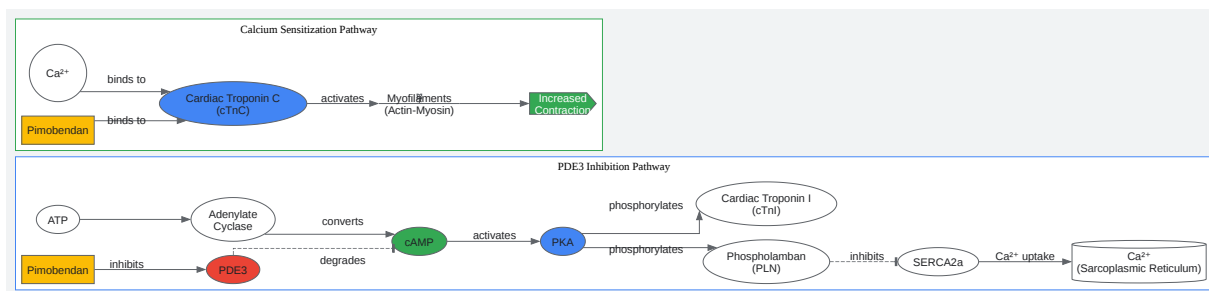 Calcium Sensitization Pathway
Ca²⁺
binds to
Pimobendan
binds to
Cardiac Troponin C
(cTnC)
activates
Myofilaments
(Actin-Myosin)
Increased
Contraction
PDE3 Inhibition Pathway
ATP
Adenylate
Cyclase
converts
Pimobendan
inhibits
PDE3
degrades
cAMP
activates
PKA
phosphorylates
Cardiac Troponin I
(cTnI)
phosphorylates
Phospholamban
(PLN)
inhibits
SERCA2a
Ca²⁺ uptake
Ca²⁺
(Sarcoplasmic Reticulum)